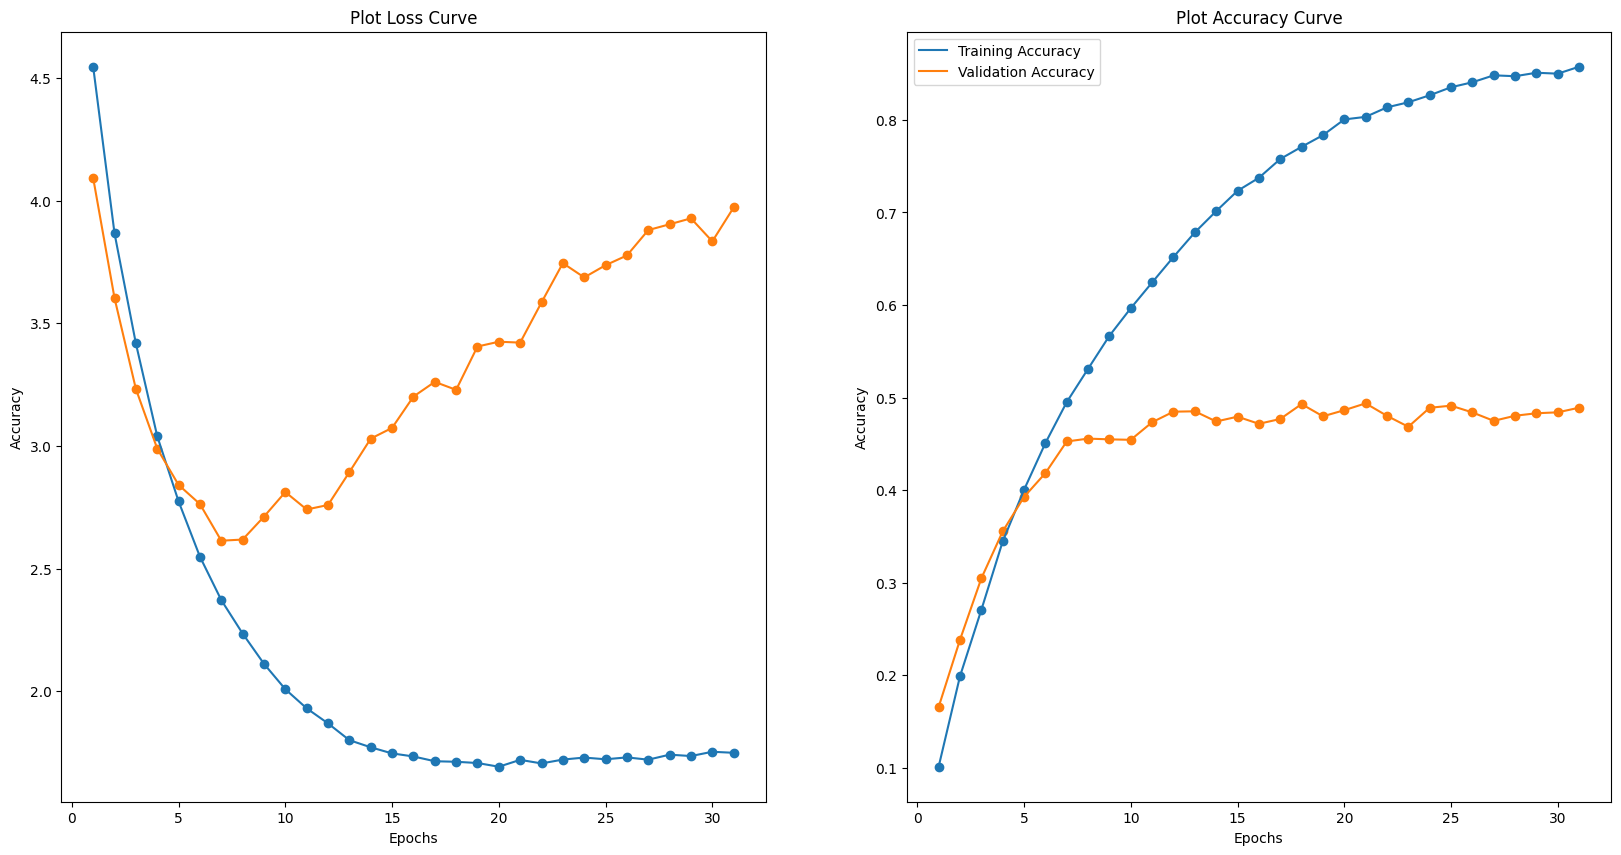 Plot Loss Curve
Accuracy
4.5
4.0
3.5
3.0
2.5
2.0
0 5 10 15 20 25 30
Epochs
Plot Accuracy Curve
Training Accuracy
Validation Accuracy
Accuracy
0.8
0.7
0.6
0.5
0.4
0.3
0.2
0.1
0 5 10 15 20 25 30
Epochs